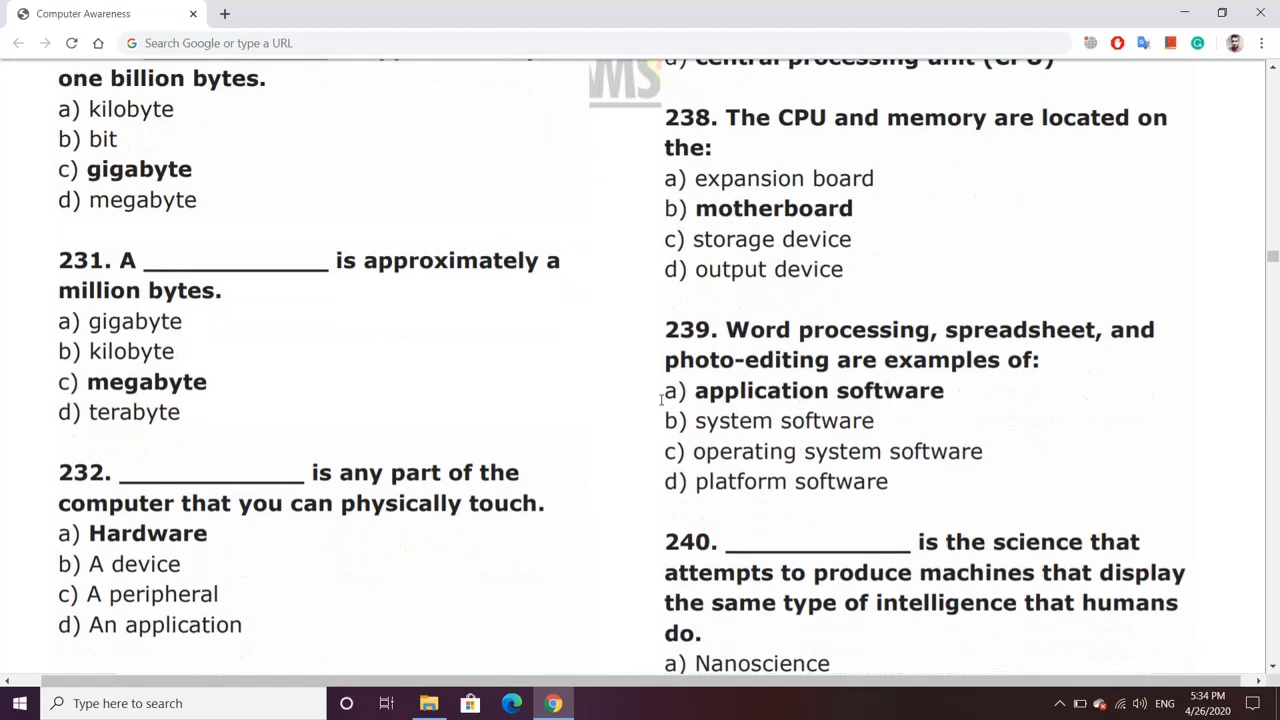 Computer Awareness
Search Google or type a URL
one billion bytes.
a) kilobyte
b) bit
c) gigabyte
d) megabyte
231. A ______________ is approximately a
million bytes.
a) gigabyte
b) kilobyte
c) megabyte
d) terabyte
232. ______________ is any part of the
computer that you can physically touch.
a) Hardware
b) A device
c) A peripheral
d) An application
MS
d) central processing unit (CPU)
238. The CPU and memory are located on
the:
a) expansion board
b) motherboard
c) storage device
d) output device
239. Word processing, spreadsheet, and
photo-editing are examples of:
a) application software
b) system software
c) operating system software
d) platform software
240. ______________ is the science that
attempts to produce machines that display
the same type of intelligence that humans
do.
a) Nanoscience
Type here to search
ENG
5:34 PM
4/26/2020